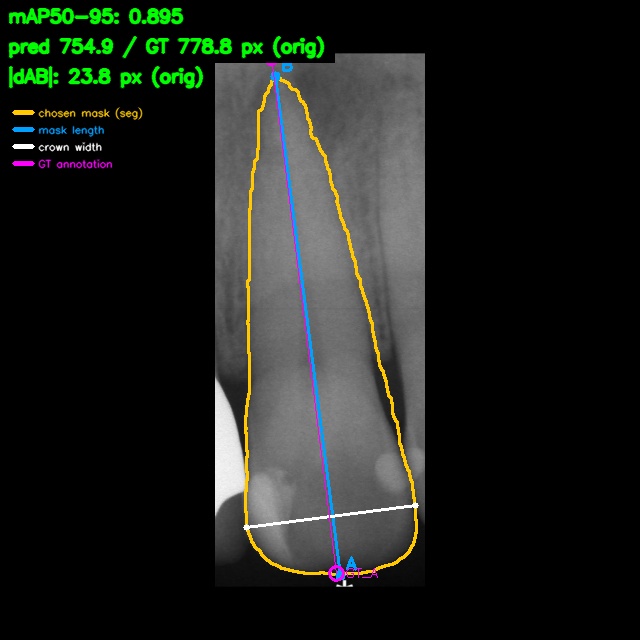 mAP50-95: 0.895
pred 754.9 / GT 778.8 px (orig)
|dAB|: 23.8 px (orig)
chosen mask (seg)
mask length
crown width
GT annotation
B
A
GT_A